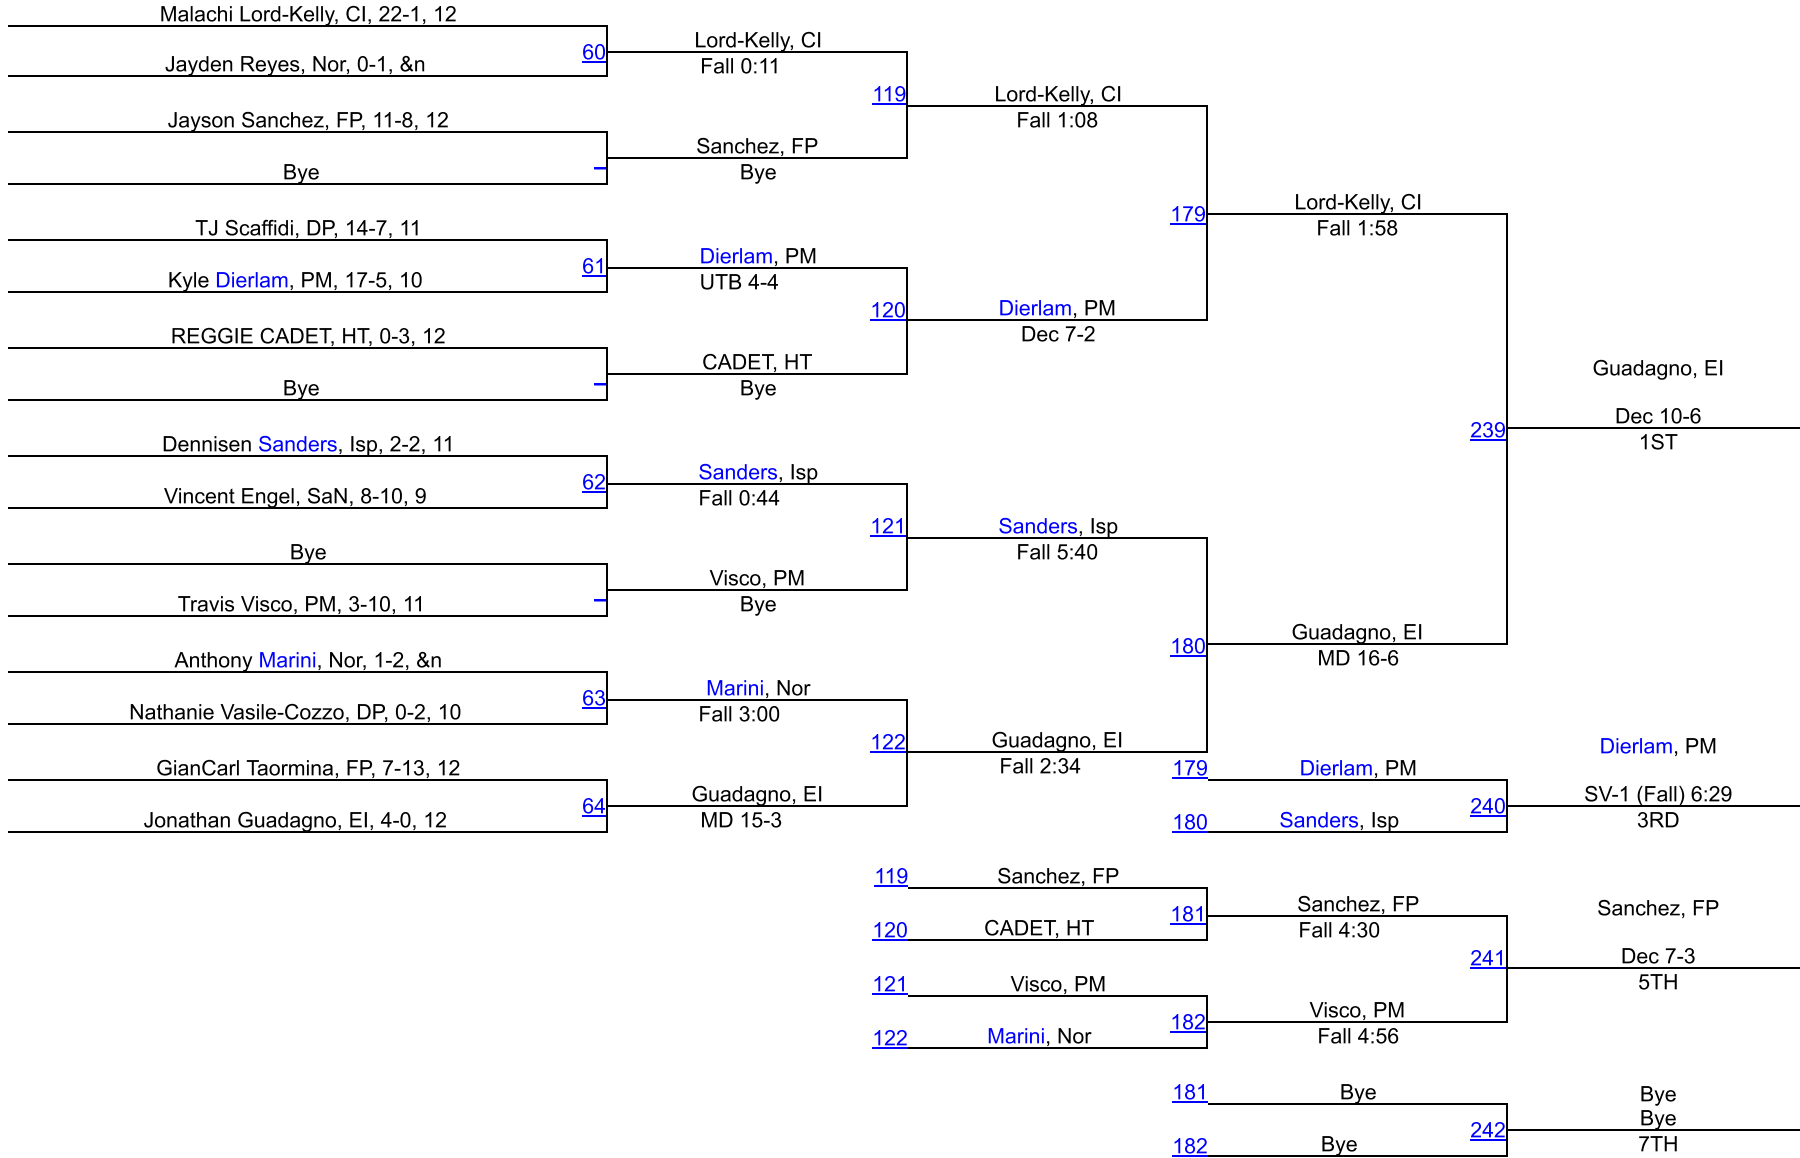 Malachi Lord-Kelly, CI, 22-1, 12
Jayden Reyes, Nor, 0-1, &n
Jayson Sanchez, FP, 11-8, 12
Bye
TJ Scaffidi, DP, 14-7, 11
Kyle Dierlam, PM, 17-5, 10
REGGIE CADET, HT, 0-3, 12
Bye
Dennisen Sanders, Isp, 2-2, 11
Vincent Engel, SaN, 8-10, 9
Bye
Travis Visco, PM, 3-10, 11
Anthony Marini, Nor, 1-2, &n
Nathanie Vasile-Cozzo, DP, 0-2, 10
GianCarl Taormina, FP, 7-13, 12
Jonathan Guadagno, EI, 4-0, 12
60
61
62
63
64
Lord-Kelly, CI
Fall 0:11
Sanchez, FP
Bye
Dierlam, PM
UTB 4-4
CADET, HT
Bye
Sanders, Isp
Fall 0:44
Visco, PM
Bye
Marini, Nor
Fall 3:00
Guadagno, EI
MD 15-3
119
120
121
122
Lord-Kelly, CI
Fall 1:08
Dierlam, PM
Dec 7-2
Sanders, Isp
Fall 5:40
Guadagno, EI
Fall 2:34
179
180
Lord-Kelly, CI
Fall 1:58
Guadagno, EI
MD 16-6
239
Guadagno, EI
Dec 10-6
1ST
179
Dierlam, PM
180
Sanders, Isp
240
Dierlam, PM
SV-1 (Fall) 6:29
3RD
119
Sanchez, FP
120
CADET, HT
181
121
Visco, PM
122
Marini, Nor
182
Sanchez, FP
Fall 4:30
Visco, PM
Fall 4:56
241
Sanchez, FP
Dec 7-3
5TH
181
Bye
182
Bye
242
Bye
Bye
7TH